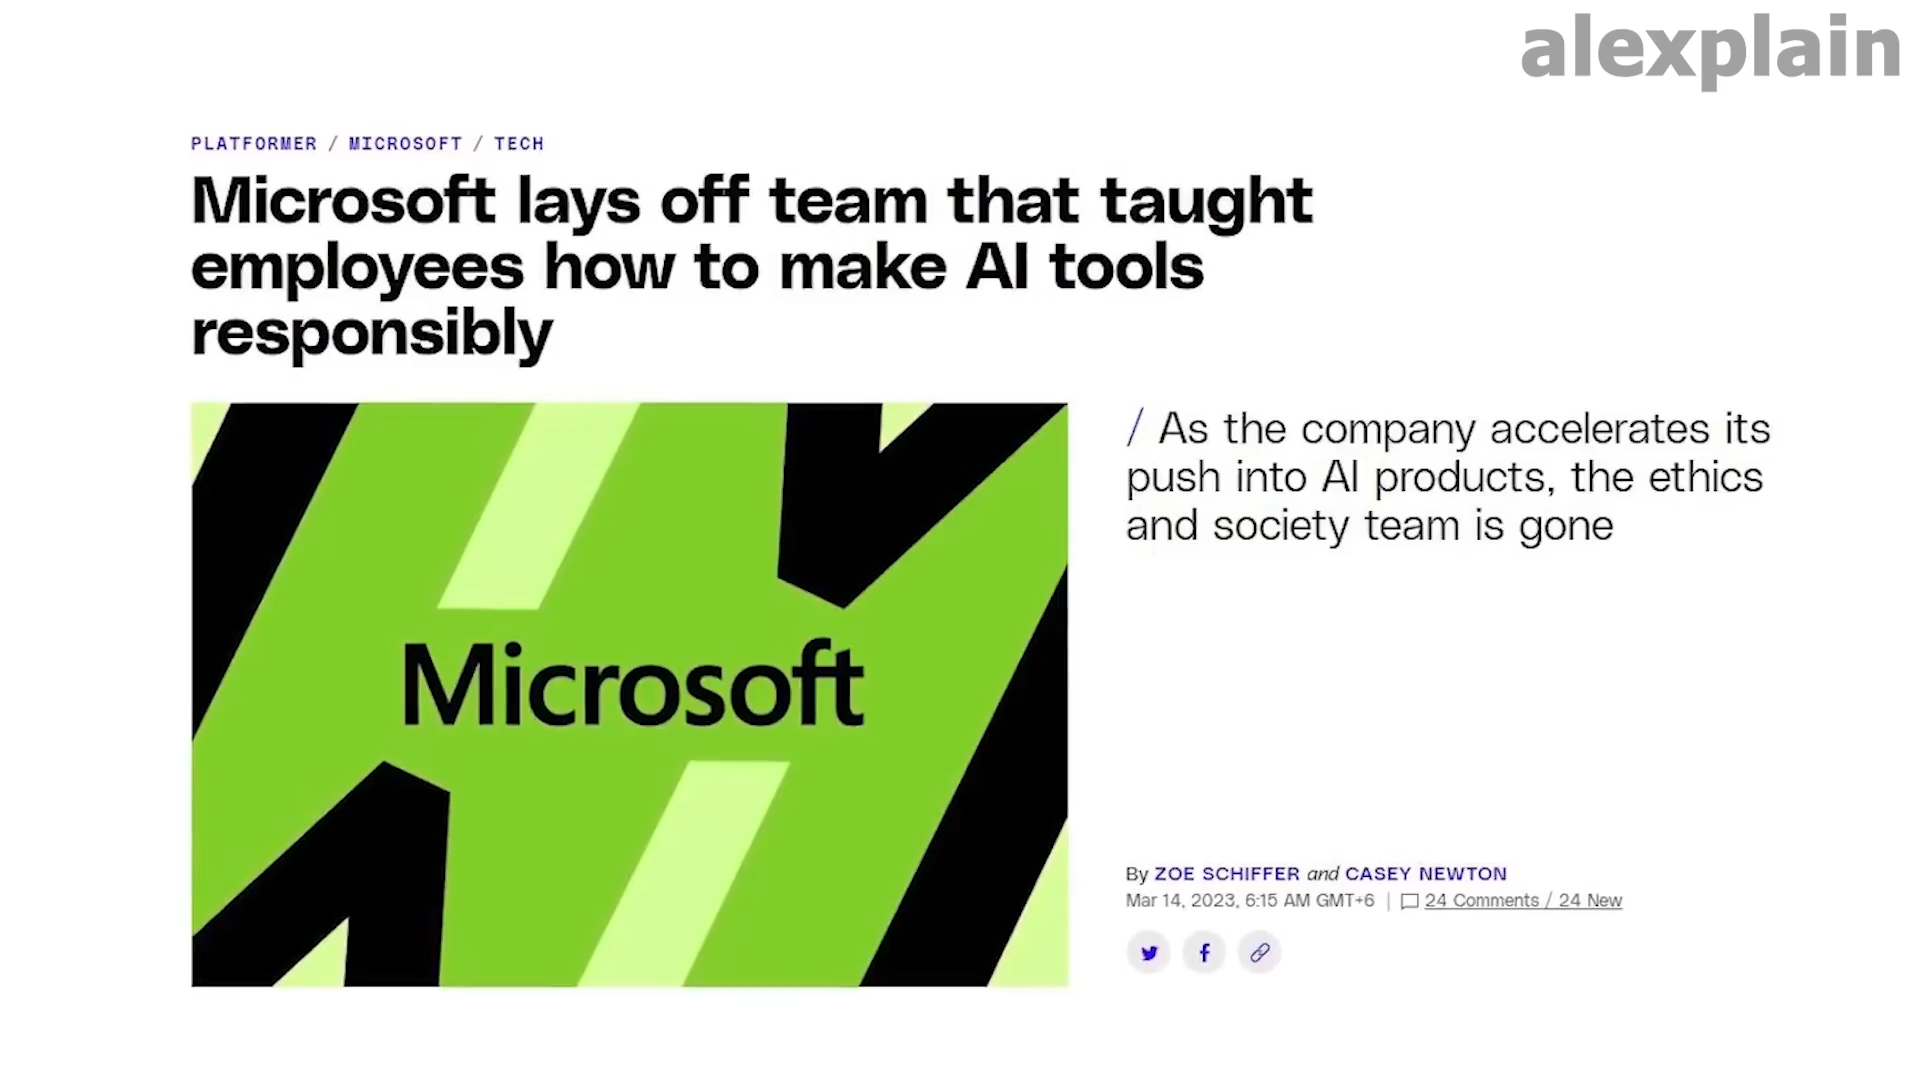 alexplain
PLATFORMER / MICROSOFT / TECH
Microsoft lays off team that taught
employees how to make AI tools
responsibly
/ As the company accelerates its
push into AI products, the ethics
and society team is gone
Microsoft
By ZOE SCHIFFER and CASEY NEWTON
Mar 14, 2023, 6:15 AM GMT+6 | 24 Comments / 24 New